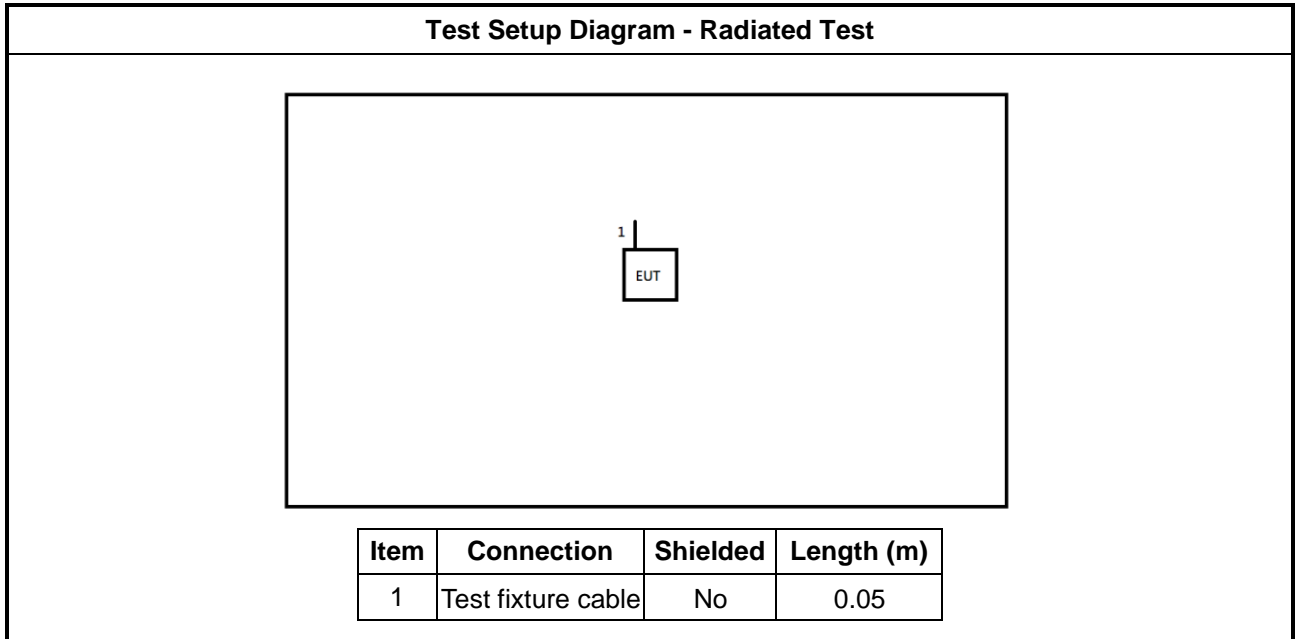 Test Setup Diagram - Radiated Test
1
EUT
Item Connection Shielded Length (m)
1 Test fixture cable No 0.05